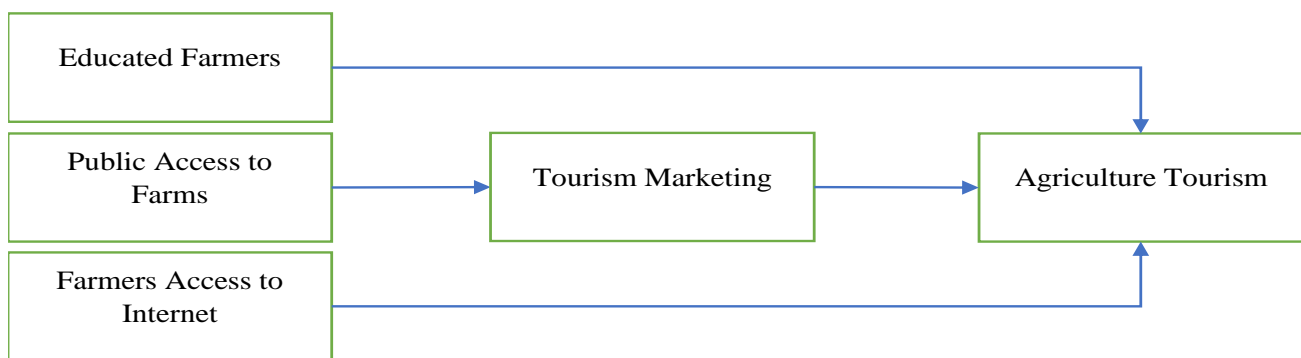 Educated Farmers
Public Access to
Farms
Tourism Marketing
Agriculture Tourism
Farmers Access to
Internet